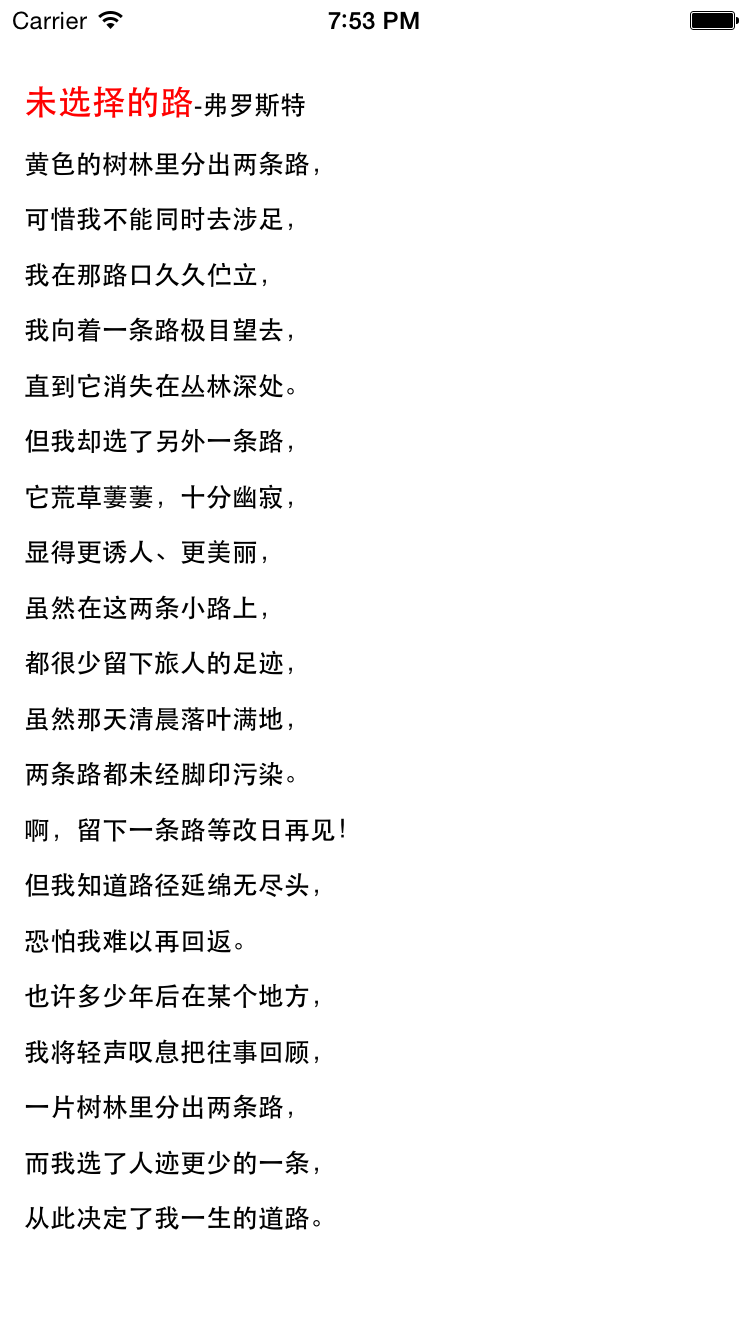 Carrier 7:53 PM
未选择的路-弗罗斯特
黄色的树林里分出两条路，
可惜我不能同时去涉足，
我在那路口久久伫立，
我向着一条路极目望去，
直到它消失在丛林深处。
但我却选了另外一条路，
它荒草萋萋，十分幽寂，
显得更诱人、更美丽，
虽然在这两条小路上，
都很少留下旅人的足迹，
虽然那天清晨落叶满地，
两条路都未经脚印污染。
啊，留下一条路等改日再见！
但我知道路径延绵无尽头，
恐怕我难以再回返。
也许多少年后在某个地方，
我将轻声叹息把往事回顾，
一片树林里分出两条路，
而我选了人迹更少的一条，
从此决定了我一生的道路。